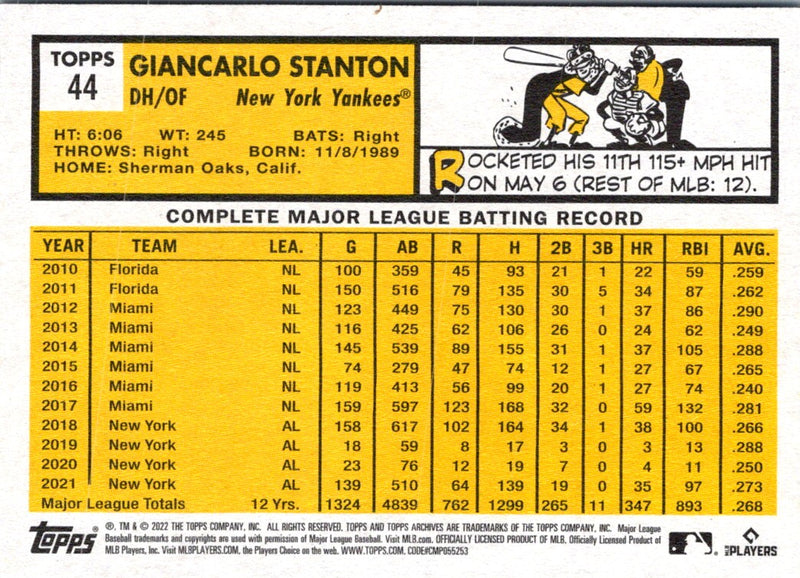 TOPPS
44
GIANCARLO STANTON
DH/OF New York Yankees®
HT: 6:06 WT: 245 BATS: Right
THROWS: Right BORN: 11/8/1989
HOME: Sherman Oaks, Calif.
ROCKETED HIS 11TH 115+ MPH HIT
ON MAY 6 (REST OF MLB: 12).
COMPLETE MAJOR LEAGUE BATTING RECORD
YEAR TEAM LEA. G AB R H 2B 3B HR RBI AVG.
2010 Florida NL 100 359 45 93 21 1 22 59 .259
2011 Florida NL 150 516 79 135 30 5 34 87 .262
2012 Miami NL 123 449 75 130 30 1 37 86 .290
2013 Miami NL 116 425 62 106 26 0 24 62 .249
2014 Miami NL 145 539 89 155 31 1 37 105 .288
2015 Miami NL 74 279 47 74 12 1 27 67 .265
2016 Miami NL 119 413 56 99 20 1 27 74 .240
2017 Miami NL 159 597 123 168 32 0 59 132 .281
2018 New York AL 158 617 102 164 34 1 38 100 .266
2019 New York AL 18 59 8 17 3 0 3 13 .288
2020 New York AL 23 76 12 19 7 0 4 11 .250
2021 New York AL 139 510 64 139 19 0 35 97 .273
Major League Totals 12 Yrs. 1324 4839 762 1299 265 11 347 893 .268
Topps
®, TM & © 2022 THE TOPPS COMPANY, INC. ALL RIGHTS RESERVED. TOPPS AND TOPPS ARCHIVES ARE TRADEMARKS OF THE TOPPS COMPANY, INC. Major League
Baseball trademarks and copyrights are used with permission of Major League Baseball. Visit MLB.com. OFFICIALLY LICENSED PRODUCT OF MLB. Officially Licensed Product of
MLB Players, Inc. Visit MLBPLAYERS.COM, the Players Choice on the web. WWW.TOPPS.COM. CODE#CMP055253
MLB PLAYERS